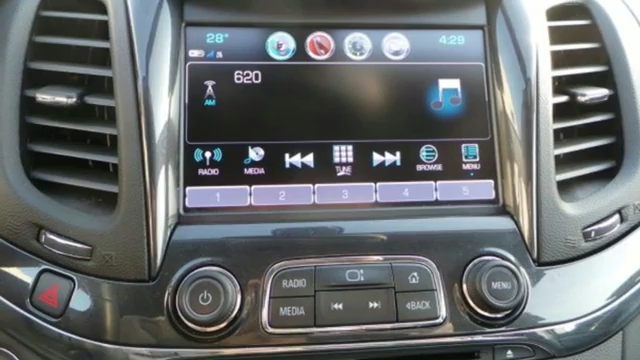 28° 4:29
620
AM
RADIO MEDIA TUNE BROWSE MENU
1 2 3 4 5
RADIO
MEDIA BACK
MENU